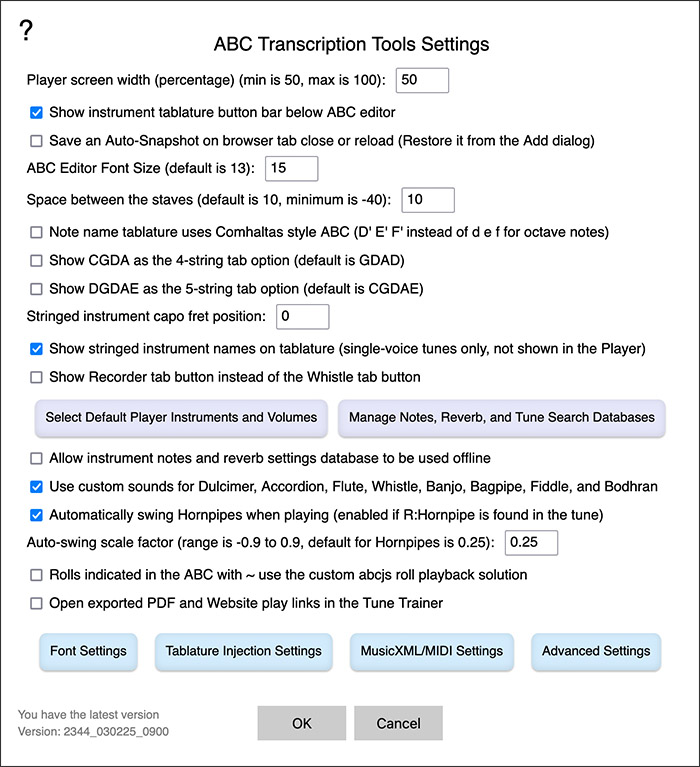 ?
ABC Transcription Tools Settings
Player screen width (percentage) (min is 50, max is 100): 50
Show instrument tablature button bar below ABC editor
Save an Auto-Snapshot on browser tab close or reload (Restore it from the Add dialog)
ABC Editor Font Size (default is 13): 15
Space between the staves (default is 10, minimum is -40): 10
Note name tablature uses Comhaltas style ABC (D' E' F' instead of d e f for octave notes)
Show CGDA as the 4-string tab option (default is GDAD)
Show DGDAE as the 5-string tab option (default is CGDAE)
Stringed instrument capo fret position: 0
Show stringed instrument names on tablature (single-voice tunes only, not shown in the Player)
Show Recorder tab button instead of the Whistle tab button
Select Default Player Instruments and Volumes Manage Notes, Reverb, and Tune Search Databases
Allow instrument notes and reverb settings database to be used offline
Use custom sounds for Dulcimer, Accordion, Flute, Whistle, Banjo, Bagpipe, Fiddle, and Bodhran
Automatically swing Hornpipes when playing (enabled if R:Hornpipe is found in the tune)
Auto-swing scale factor (range is -0.9 to 0.9, default for Hornpipes is 0.25): 0.25
Rolls indicated in the ABC with ~ use the custom abcjs roll playback solution
Open exported PDF and Website play links in the Tune Trainer
Font Settings Tablature Injection Settings MusicXML/MIDI Settings Advanced Settings
You have the latest version
Version: 2344_030225_0900
OK Cancel